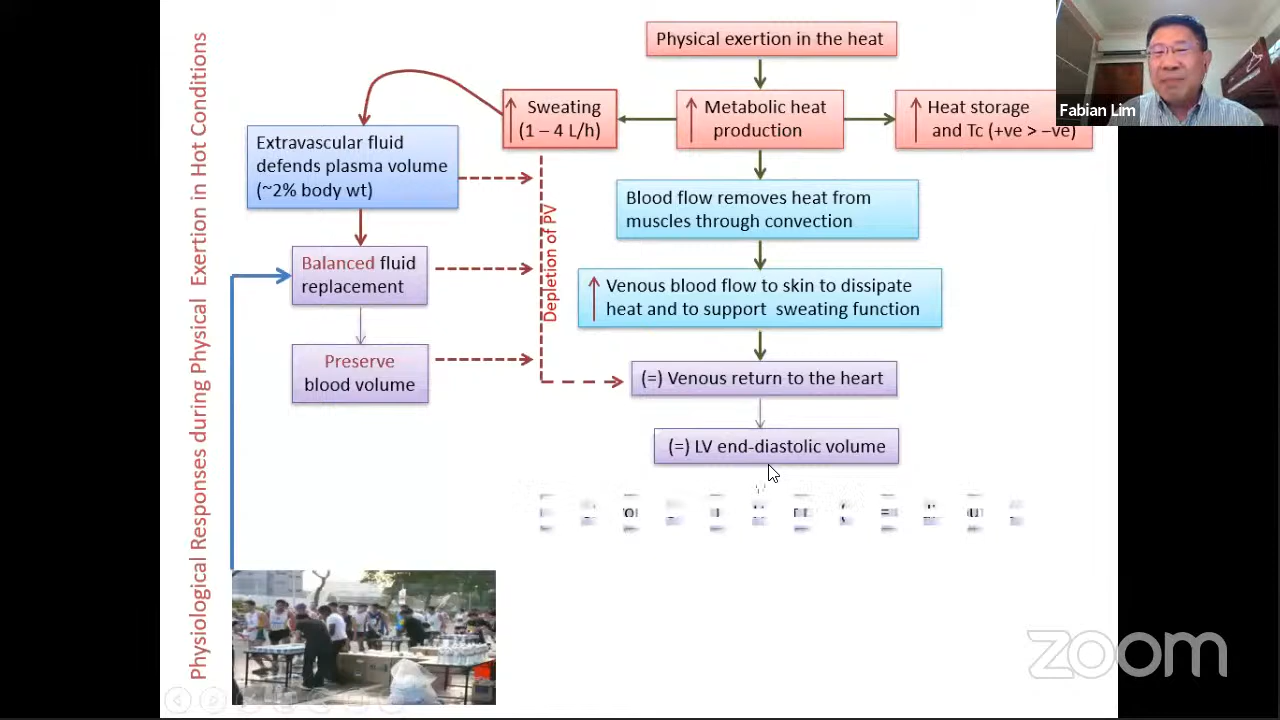 Physiological Responses during Physical Exertion in Hot Conditions
Physical exertion in the heat
Sweating
(1 – 4 L/h)
Metabolic heat
production
Heat storage
and Tc (+ve > –ve)
Fabian Lim
Extravascular fluid
defends plasma volume
(~2% body wt)
Blood flow removes heat from
muscles through convection
Depletion of PV
Balanced fluid
replacement
Venous blood flow to skin to dissipate
heat and to support sweating function
Preserve
blood volume
(=) Venous return to the heart
(=) LV end-diastolic volume
zoom